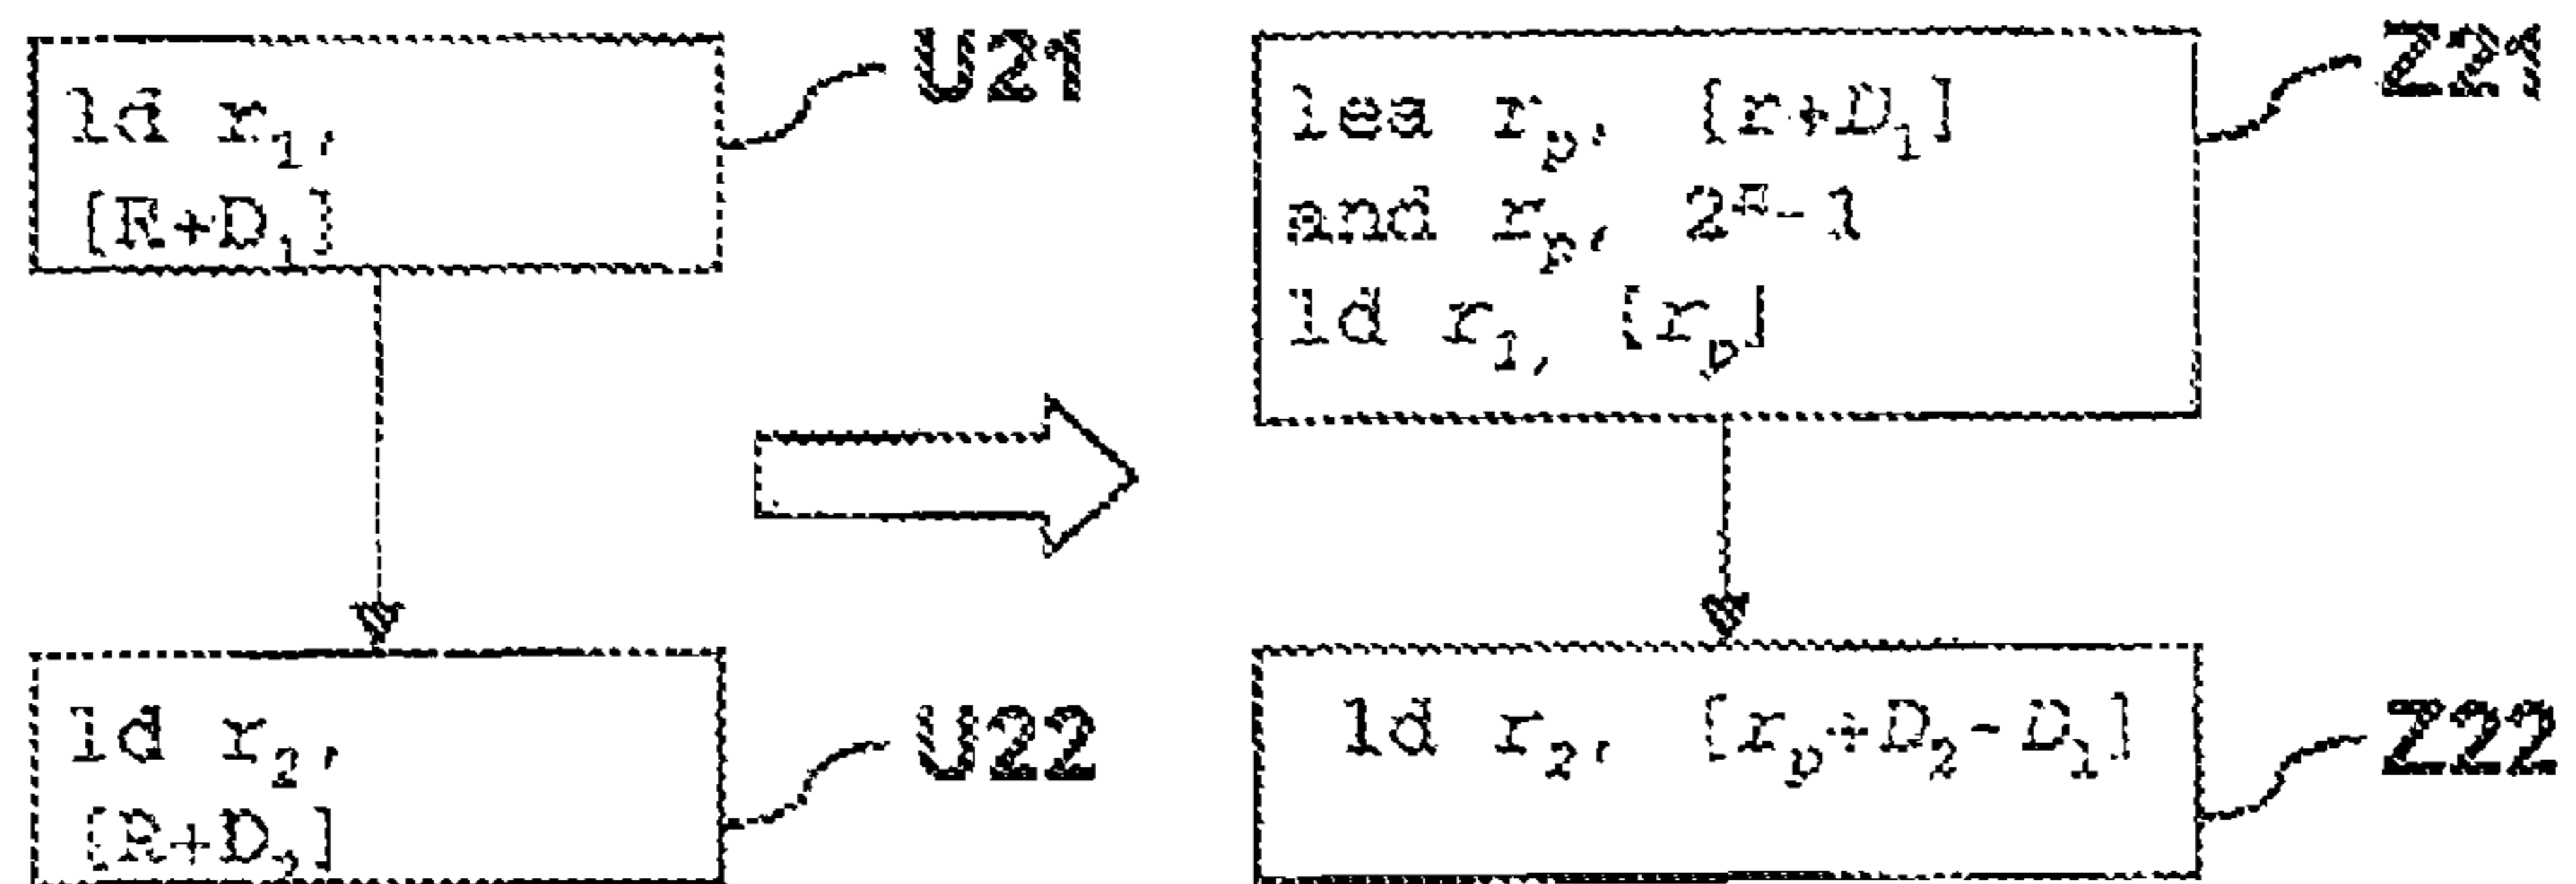 ld r₁,
[R+D₁]
U21
ld r₂,
[R+D₂]
U22
lea rₚ, [r+D₁]
and rₚ, 2ⁿ-1
ld r₁, [rₚ]
Z21
ld r₂, [rₚ+D₂-D₁]
Z22